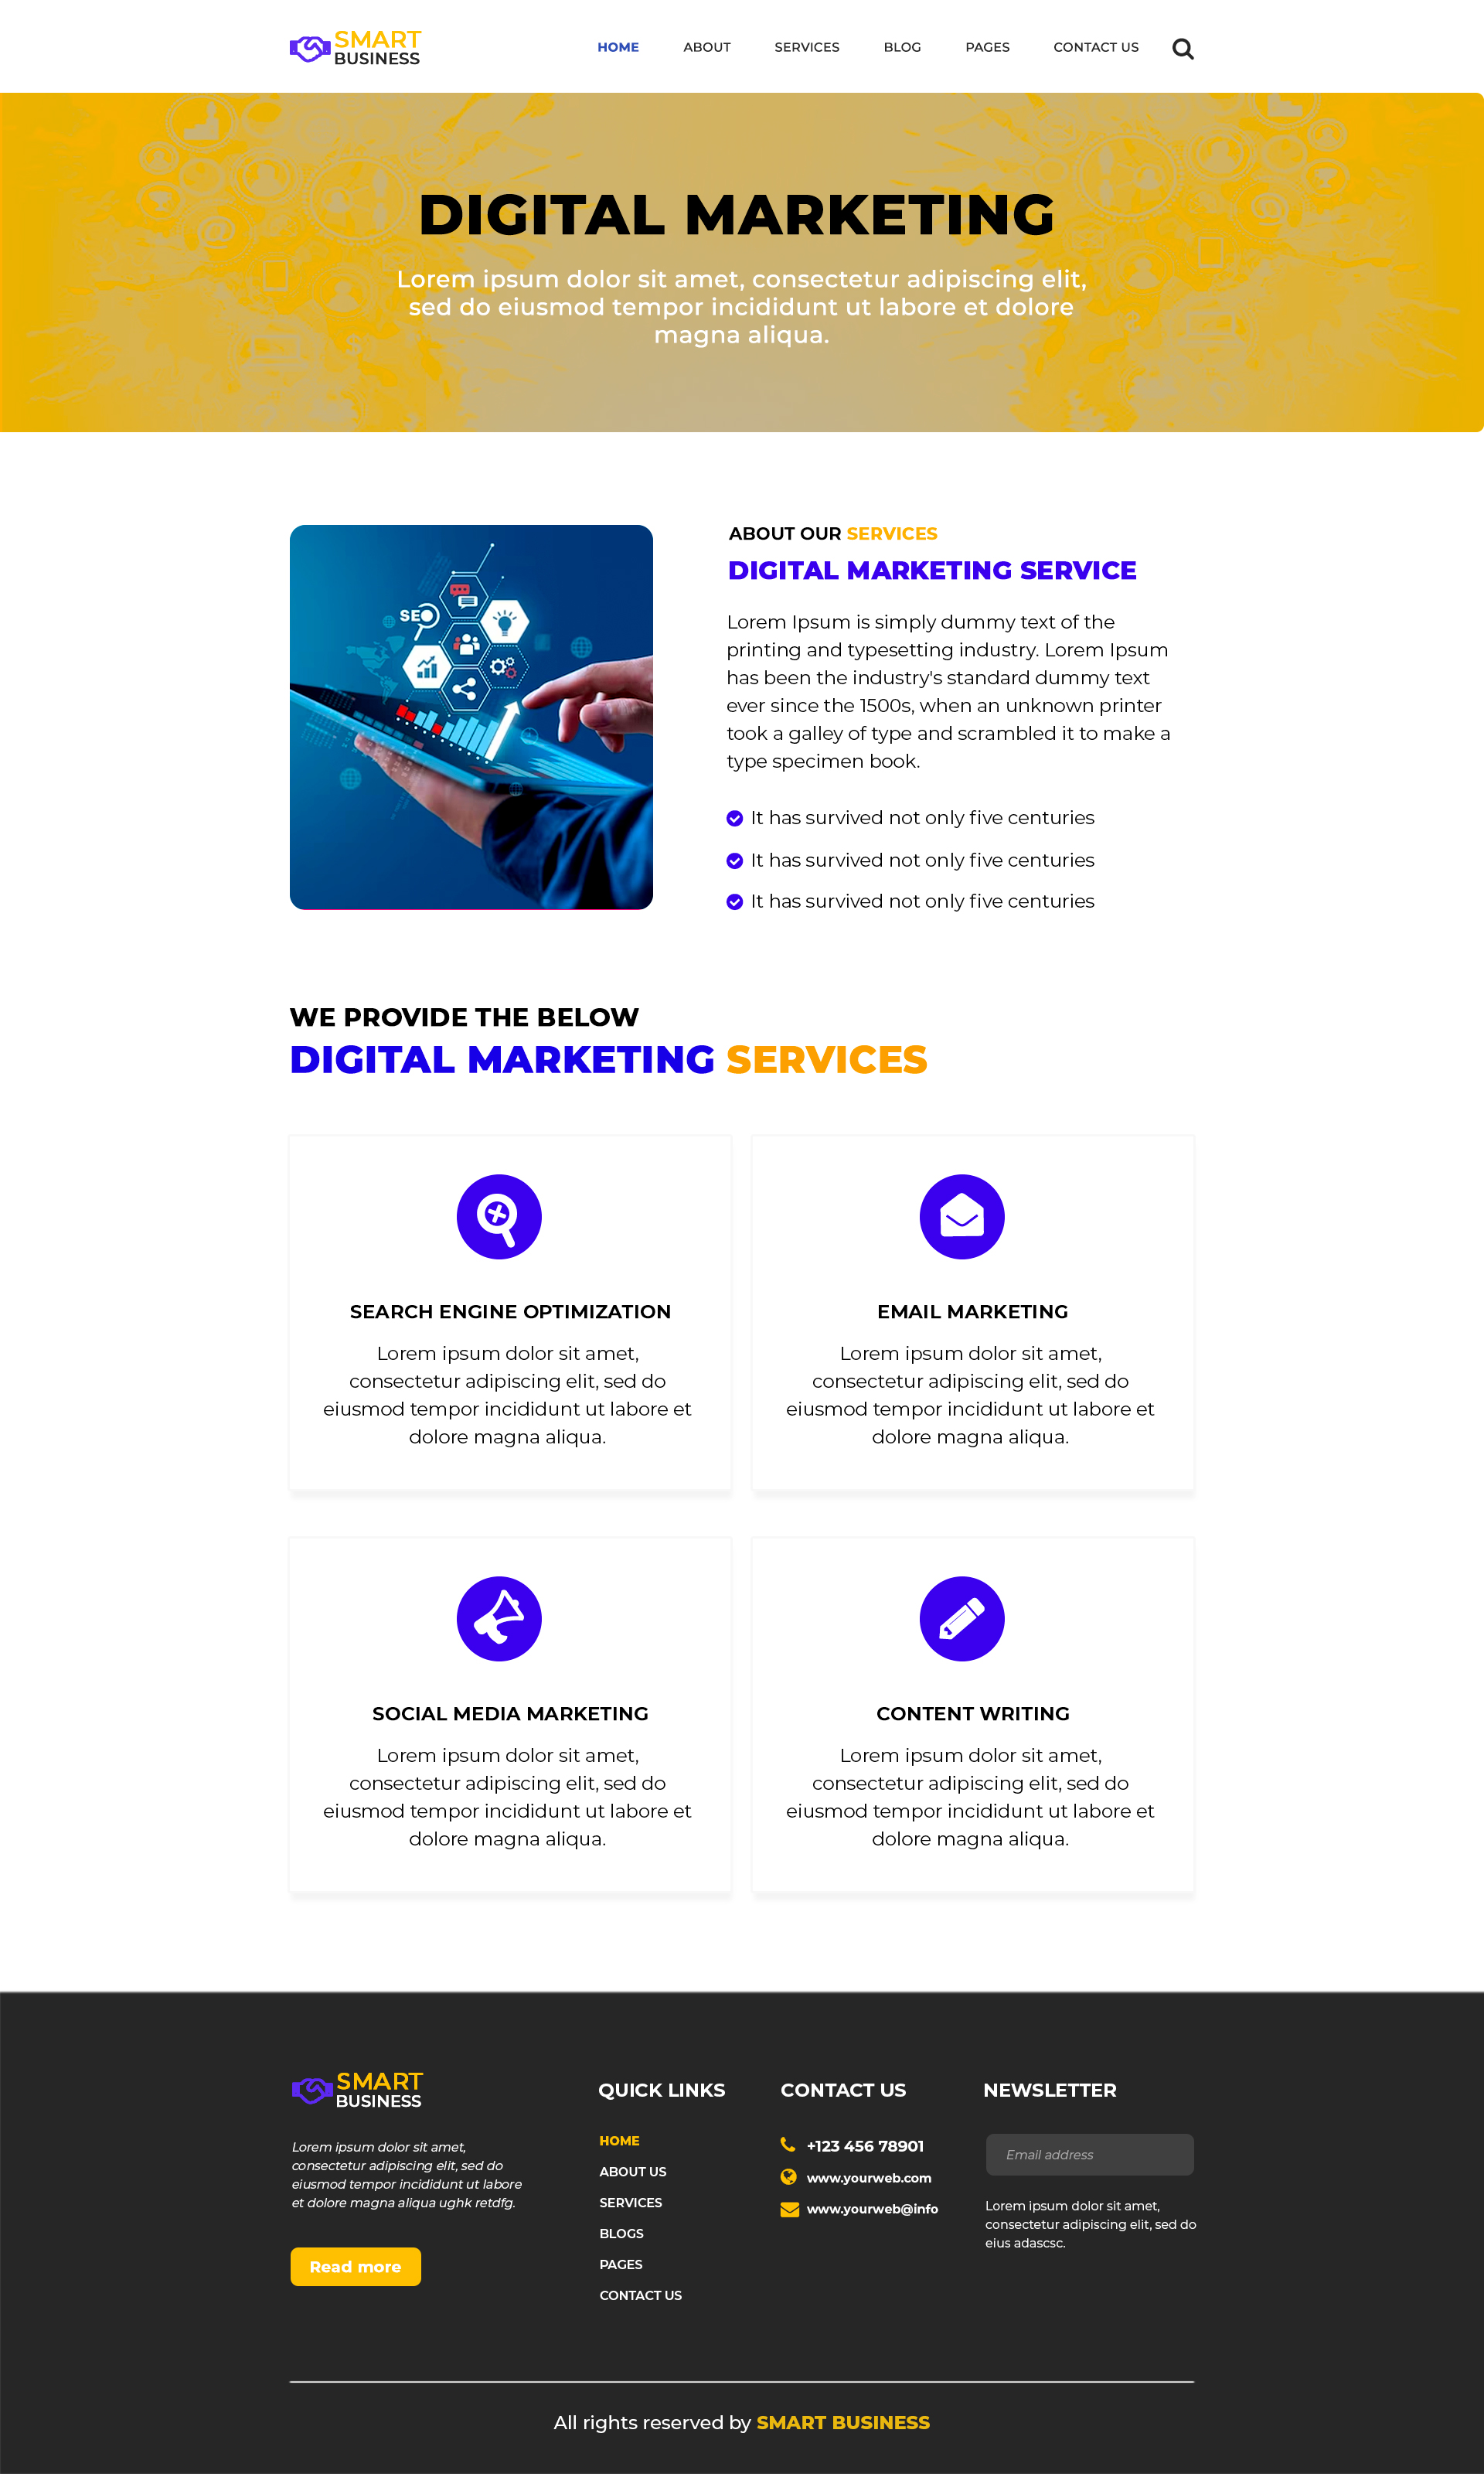 SMART
BUSINESS
HOME ABOUT SERVICES BLOG PAGES CONTACT US
DIGITAL MARKETING
Lorem ipsum dolor sit amet, consectetur adipiscing elit,
sed do eiusmod tempor incididunt ut labore et dolore
magna aliqua.
SEO
ABOUT OUR SERVICES
DIGITAL MARKETING SERVICE
Lorem Ipsum is simply dummy text of the
printing and typesetting industry. Lorem Ipsum
has been the industry's standard dummy text
ever since the 1500s, when an unknown printer
took a galley of type and scrambled it to make a
type specimen book.
It has survived not only five centuries
It has survived not only five centuries
It has survived not only five centuries
WE PROVIDE THE BELOW
DIGITAL MARKETING SERVICES
SEARCH ENGINE OPTIMIZATION
Lorem ipsum dolor sit amet,
consectetur adipiscing elit, sed do
eiusmod tempor incididunt ut labore et
dolore magna aliqua.
EMAIL MARKETING
Lorem ipsum dolor sit amet,
consectetur adipiscing elit, sed do
eiusmod tempor incididunt ut labore et
dolore magna aliqua.
SOCIAL MEDIA MARKETING
Lorem ipsum dolor sit amet,
consectetur adipiscing elit, sed do
eiusmod tempor incididunt ut labore et
dolore magna aliqua.
CONTENT WRITING
Lorem ipsum dolor sit amet,
consectetur adipiscing elit, sed do
eiusmod tempor incididunt ut labore et
dolore magna aliqua.
SMART
BUSINESS
Lorem ipsum dolor sit amet,
consectetur adipiscing elit, sed do
eiusmod tempor incididunt ut labore
et dolore magna aliqua ughk retdfg.
Read more
QUICK LINKS
HOME
ABOUT US
SERVICES
BLOGS
PAGES
CONTACT US
CONTACT US
+123 456 78901
www.yourweb.com
www.yourweb@info
NEWSLETTER
Email address
Lorem ipsum dolor sit amet,
consectetur adipiscing elit, sed do
eius adascsc.
All rights reserved by SMART BUSINESS